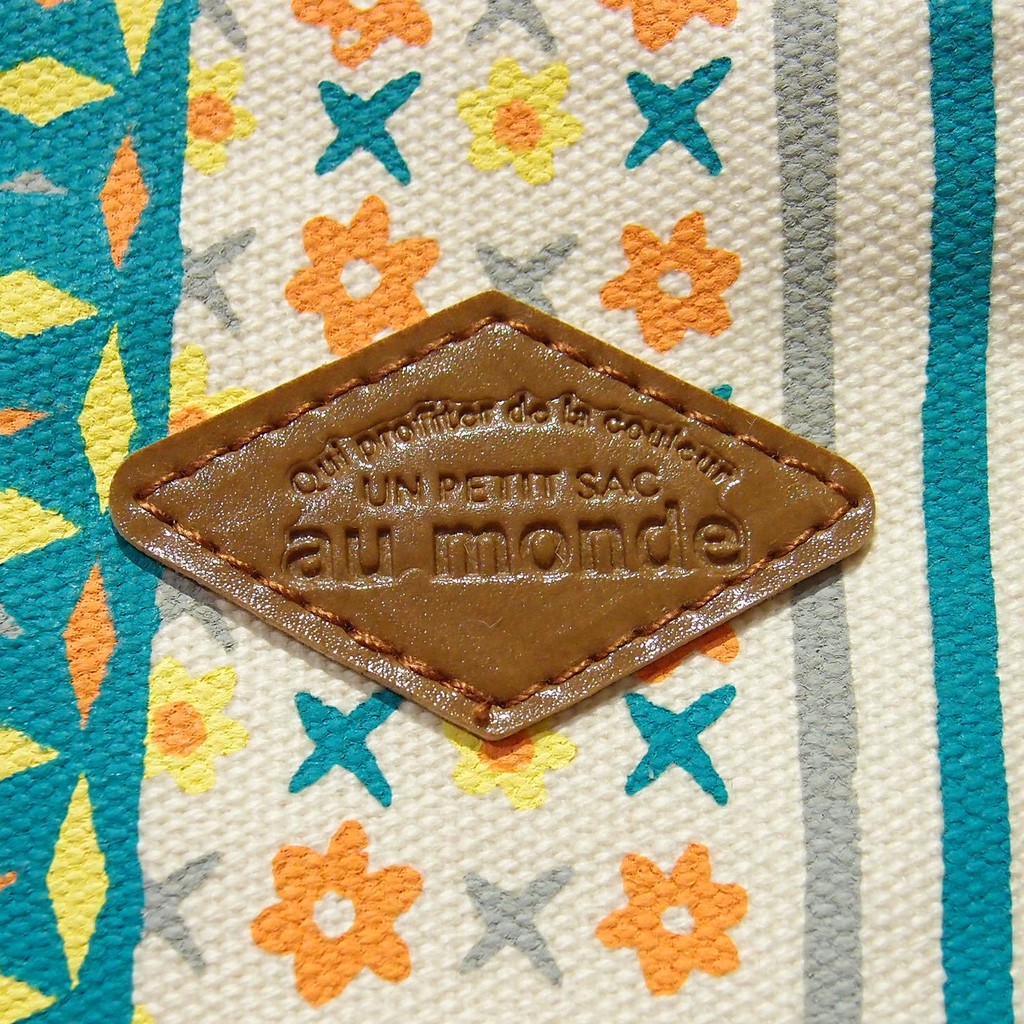 Qui profiter de la couleur
UN PETIT SAC
au monde